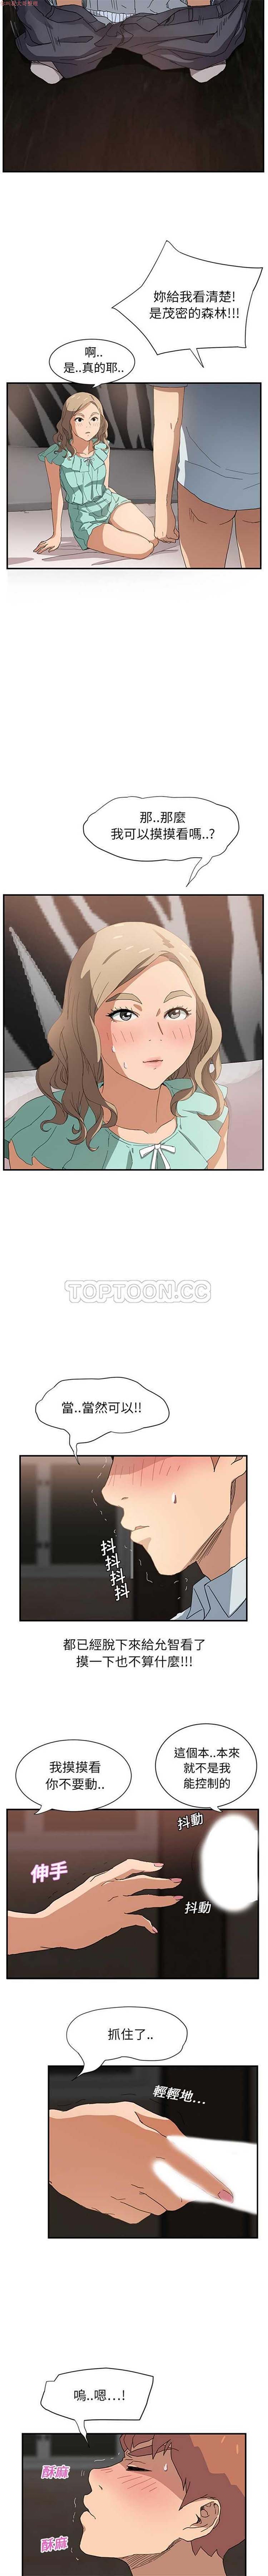 妳給我看清楚!
是茂密的森林!!!
啊..
是..真的耶..
那..那麼
我可以摸摸看嗎..?
TOPTOON.CC
當..當然可以!!
抖
抖
抖
抖
都已經脫下來給允智看了
摸一下也不算什麼!!!
這個本..本來
就不是我
能控制的
我摸摸看
你不要動..
抖動
伸手
抖動
抓住了..
輕輕地...
嗚..嗯...!
酥麻
酥麻